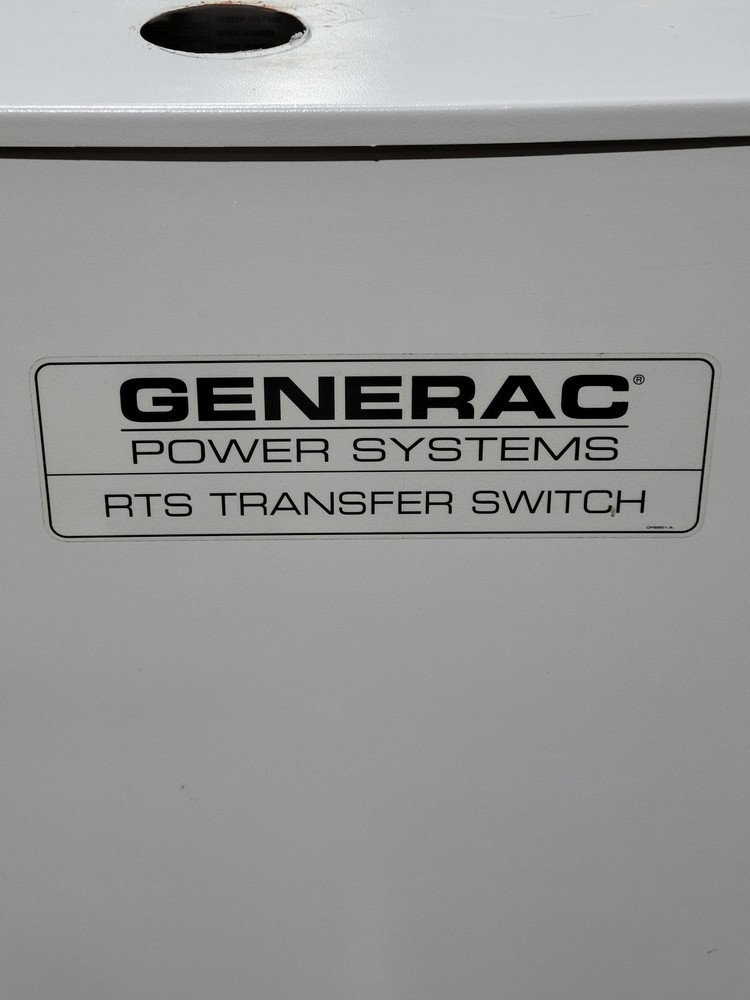 GENERAC®
POWER SYSTEMS
RTS TRANSFER SWITCH